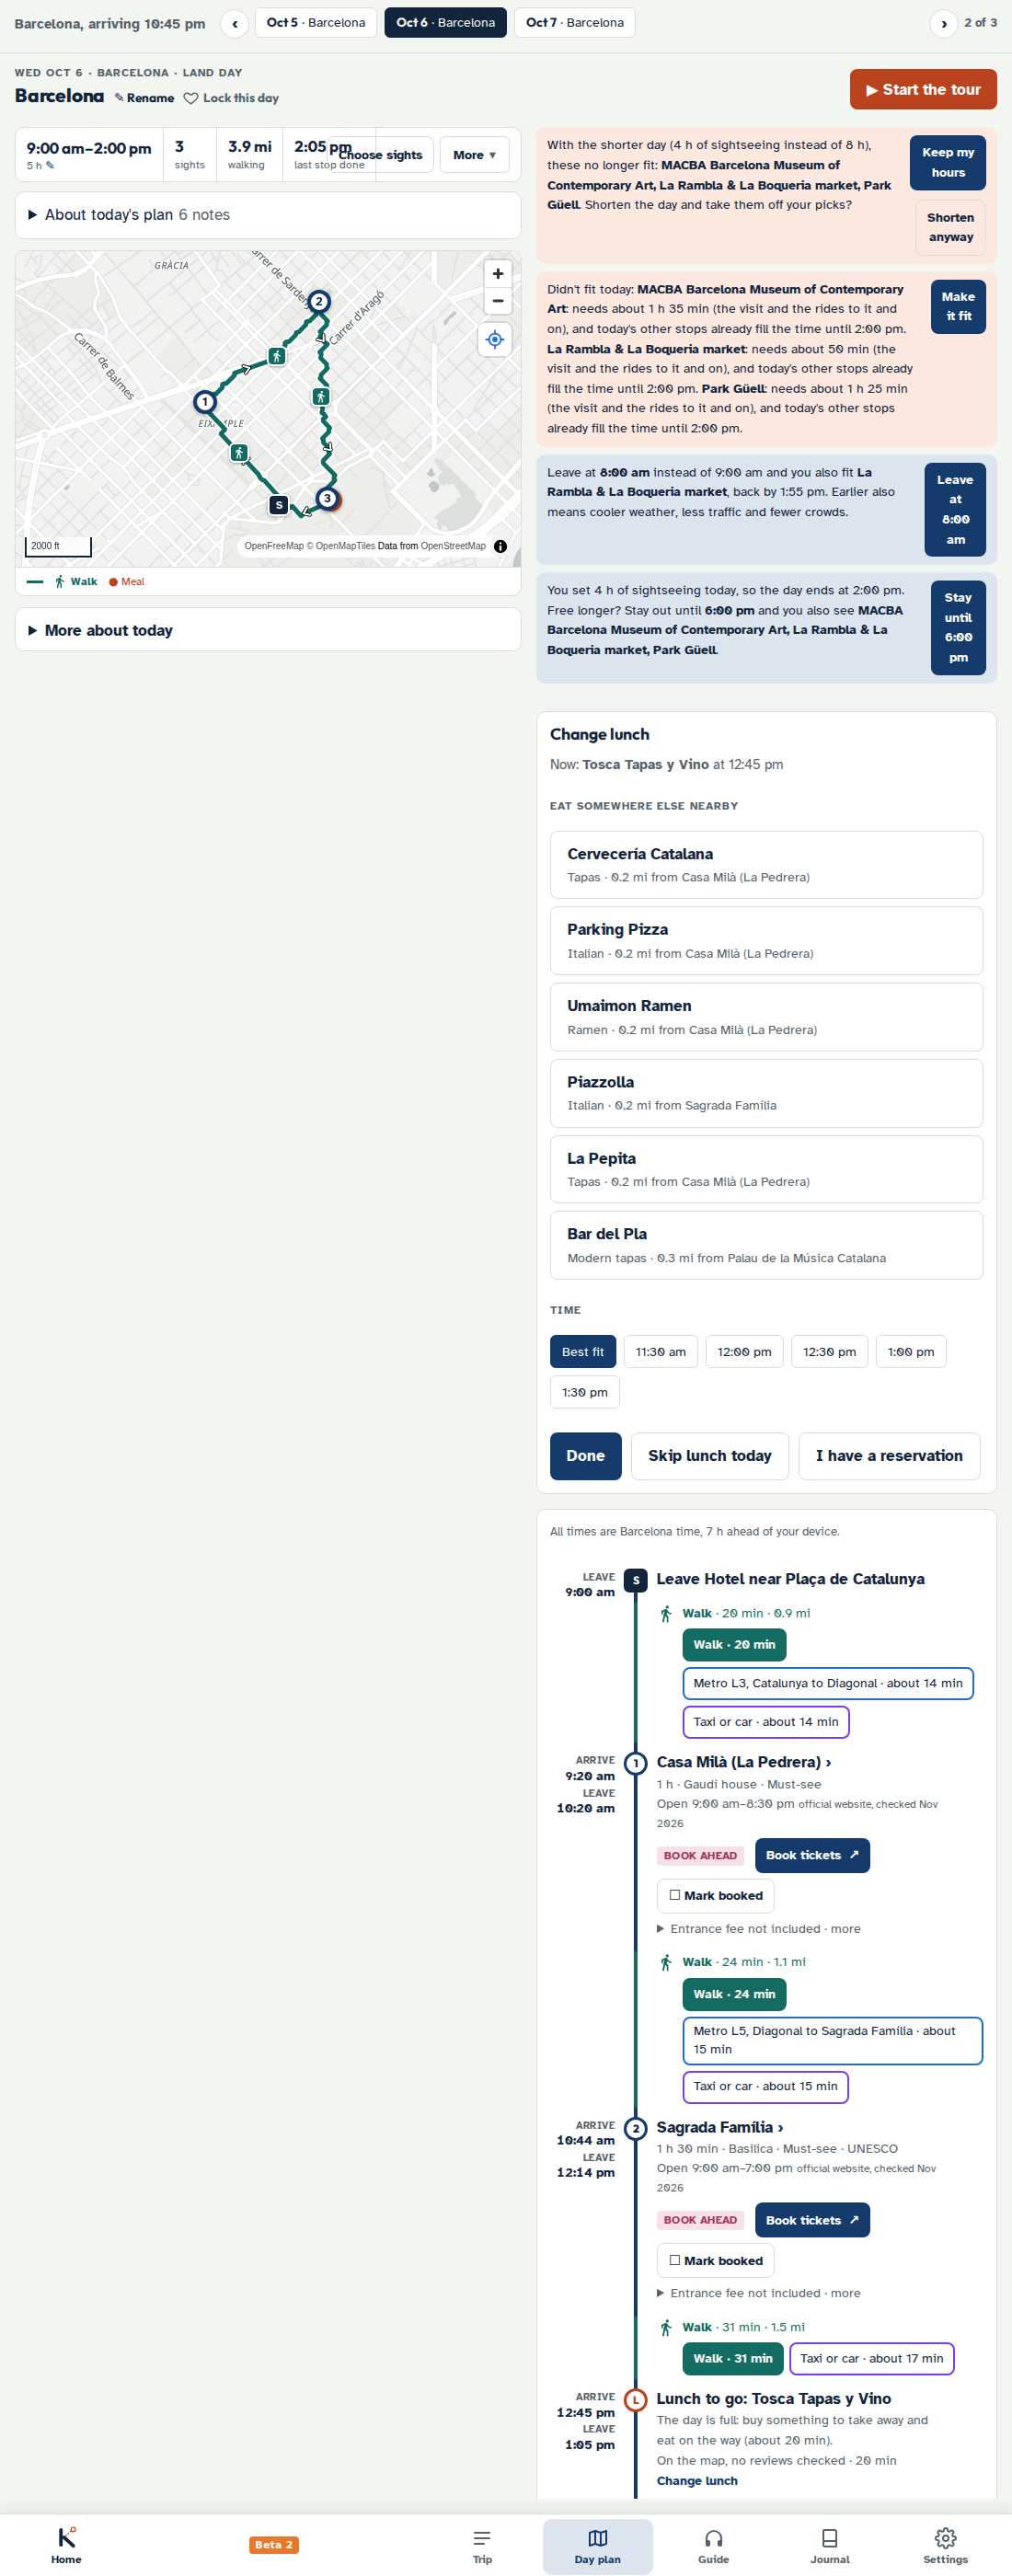 Barcelona, arriving 10:45 pm
‹
Oct 5 · Barcelona
Oct 6 · Barcelona
Oct 7 · Barcelona
›
2 of 3
WED OCT 6 · BARCELONA · LAND DAY
Barcelona ✎ Rename ♡ Lock this day
▶ Start the tour
9:00 am–2:00 pm
5 h ✎
3
sights
3.9 mi
walking
2:05 pm
last stop done
Choose sights
More ▼
▶ About today's plan 6 notes
GRÀCIA
Carrer de Balmes
Carrer d'Aragó
2
1
3
S
+
−
2000 ft
OpenFreeMap © OpenMapTiles Data from OpenStreetMap
Walk
Meal
▶ More about today
With the shorter day (4 h of sightseeing instead of 8 h),
these no longer fit: MACBA Barcelona Museum of
Contemporary Art, La Rambla & La Boqueria market, Park
Güell. Shorten the day and take them off your picks?
Keep my
hours
Shorten
anyway
Didn't fit today: MACBA Barcelona Museum of Contemporary
Art: needs about 1 h 35 min (the visit and the rides to it and
on), and today's other stops already fill the time until 2:00 pm.
La Rambla & La Boqueria market: needs about 50 min (the
visit and the rides to it and on), and today's other stops already
fill the time until 2:00 pm. Park Güell: needs about 1 h 25 min
(the visit and the rides to it and on), and today's other stops
already fill the time until 2:00 pm.
Make
it fit
Leave at 8:00 am instead of 9:00 am and you also fit La
Rambla & La Boqueria market, back by 1:55 pm. Earlier also
means cooler weather, less traffic and fewer crowds.
Leave
at
8:00
am
You set 4 h of sightseeing today, so the day ends at 2:00 pm.
Free longer? Stay out until 6:00 pm and you also see MACBA
Barcelona Museum of Contemporary Art, La Rambla & La
Boqueria market, Park Güell.
Stay
until
6:00
pm
Change lunch
Now: Tosca Tapas y Vino at 12:45 pm
EAT SOMEWHERE ELSE NEARBY
Cervecería Catalana
Tapas · 0.2 mi from Casa Milà (La Pedrera)
Parking Pizza
Italian · 0.2 mi from Casa Milà (La Pedrera)
Umaimon Ramen
Ramen · 0.2 mi from Casa Milà (La Pedrera)
Piazzolla
Italian · 0.2 mi from Sagrada Família
La Pepita
Tapas · 0.2 mi from Casa Milà (La Pedrera)
Bar del Pla
Modern tapas · 0.3 mi from Palau de la Música Catalana
TIME
Best fit
11:30 am
12:00 pm
12:30 pm
1:00 pm
1:30 pm
Done
Skip lunch today
I have a reservation
All times are Barcelona time, 7 h ahead of your device.
LEAVE
9:00 am
S
Leave Hotel near Plaça de Catalunya
Walk · 20 min · 0.9 mi
Walk · 20 min
Metro L3, Catalunya to Diagonal · about 14 min
Taxi or car · about 14 min
ARRIVE
9:20 am
LEAVE
10:20 am
1
Casa Milà (La Pedrera) ›
1 h · Gaudí house · Must-see
Open 9:00 am–8:30 pm official website, checked Nov
2026
BOOK AHEAD
Book tickets ↗
☐ Mark booked
▶ Entrance fee not included · more
Walk · 24 min · 1.1 mi
Walk · 24 min
Metro L5, Diagonal to Sagrada Família · about
15 min
Taxi or car · about 15 min
ARRIVE
10:44 am
LEAVE
12:14 pm
2
Sagrada Família ›
1 h 30 min · Basilica · Must-see · UNESCO
Open 9:00 am–7:00 pm official website, checked Nov
2026
BOOK AHEAD
Book tickets ↗
☐ Mark booked
▶ Entrance fee not included · more
Walk · 31 min · 1.5 mi
Walk · 31 min
Taxi or car · about 17 min
ARRIVE
12:45 pm
LEAVE
1:05 pm
L
Lunch to go: Tosca Tapas y Vino
The day is full: buy something to take away and
eat on the way (about 20 min).
On the map, no reviews checked · 20 min
Change lunch
Home
Beta 2
Trip
Day plan
Guide
Journal
Settings